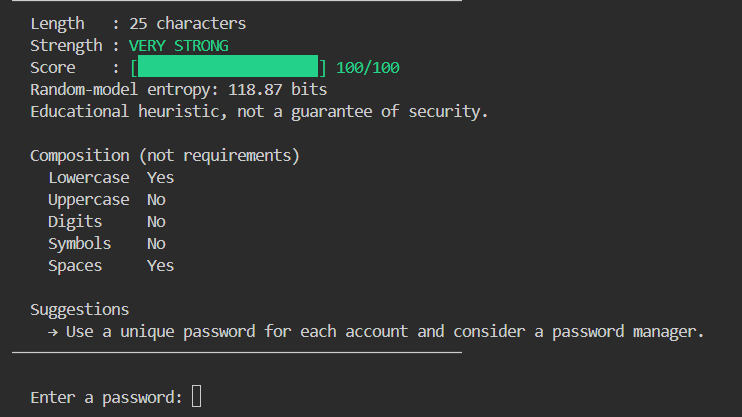 Length   : 25 characters
Strength : VERY STRONG
Score    : [                    ] 100/100
Random-model entropy: 118.87 bits
Educational heuristic, not a guarantee of security.
Composition (not requirements)
Lowercase  Yes
Uppercase  No
Digits     No
Symbols    No
Spaces     Yes
Suggestions
→ Use a unique password for each account and consider a password manager.
Enter a password: